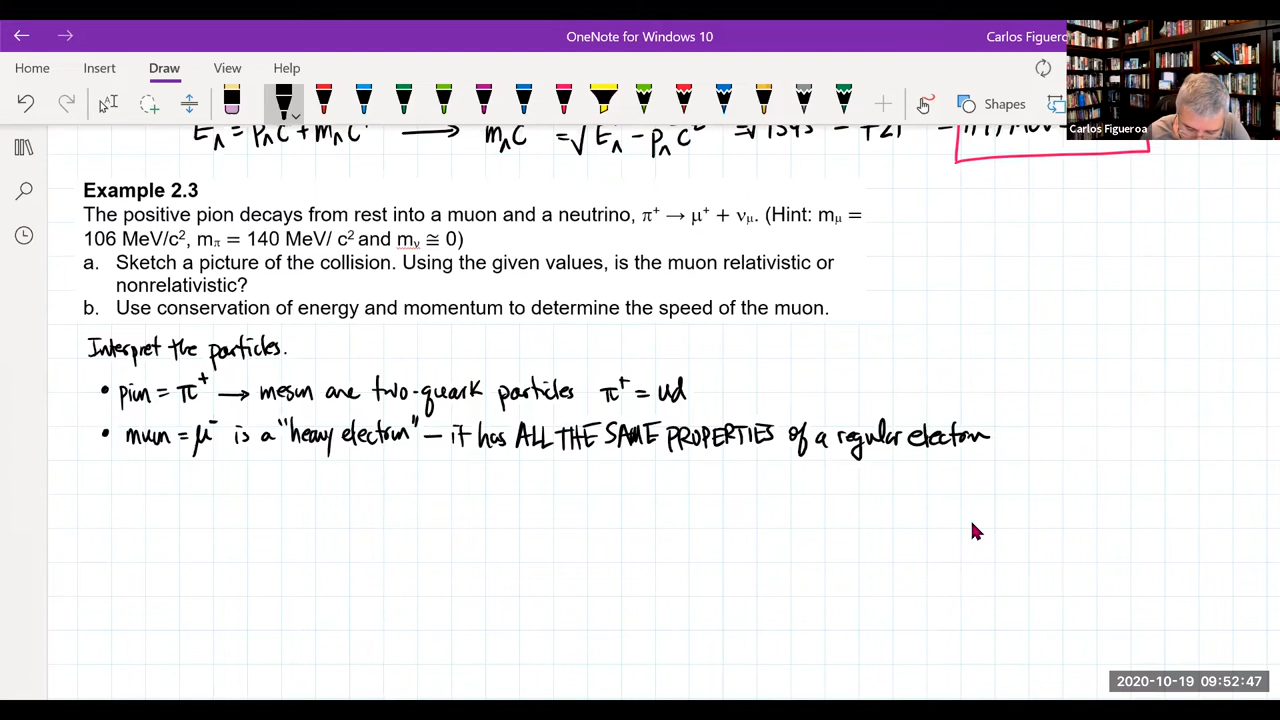 OneNote for Windows 10
Carlos Figuero
Home Insert Draw View Help
Shapes
Carlos Figueroa
Example 2.3
The positive pion decays from rest into a muon and a neutrino, π⁺ → μ⁺ + νμ. (Hint: mμ =
106 MeV/c², mπ = 140 MeV/ c² and mν ≅ 0)
a. Sketch a picture of the collision. Using the given values, is the muon relativistic or
nonrelativistic?
b. Use conservation of energy and momentum to determine the speed of the muon.
Interpret the particles.
• pion = π⁺ → meson are two-quark particles π⁺ = ud
• muon = μ⁻ is a "heavy electron" – it has ALL THE SAME PROPERTIES of a regular electron
2020-10-19 09:52:47